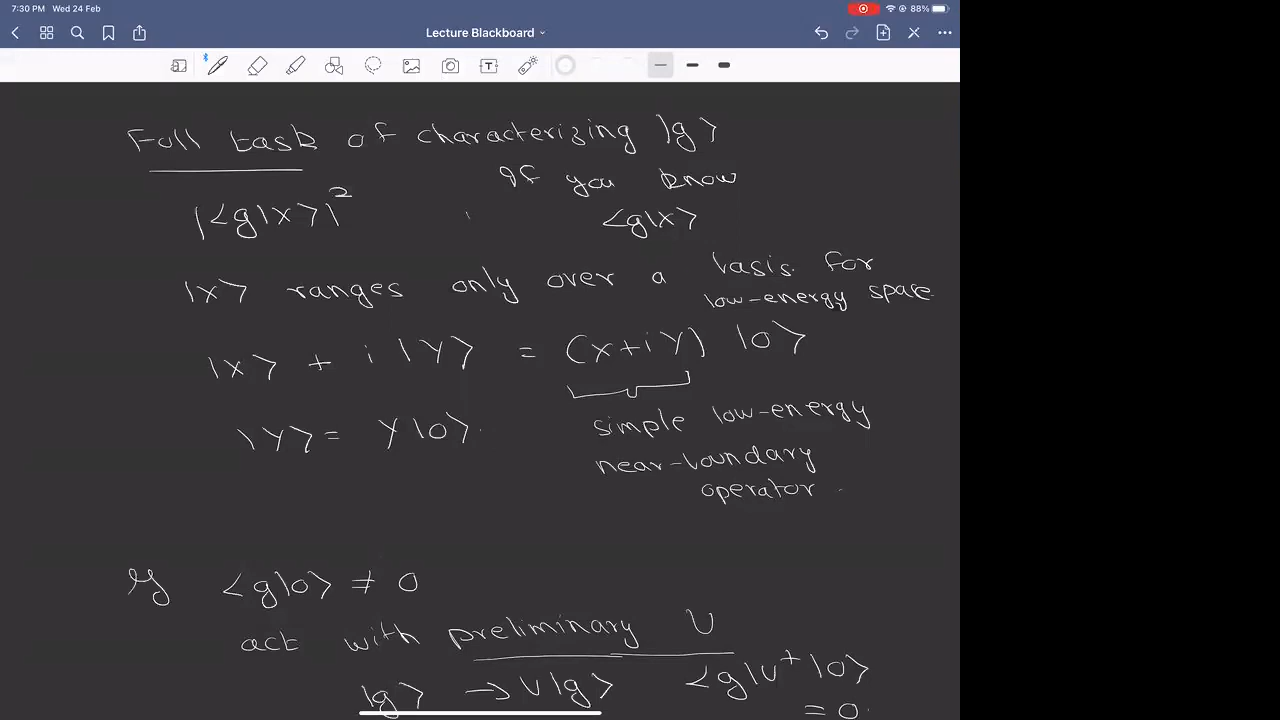 7:30 PM Wed 24 Feb
88%
Lecture Blackboard
T
Full task of characterizing |g>
If you know
|<g|x>|² <g|x>
|x> ranges only over a basis for
low-energy space.
|x> + i |Y> = (x+iY) |0>
simple low-energy
|Y> = Y|0>.
near-boundary
operator.
If <g|0> ≠ 0
act with preliminary U
|g> → U|g> <g|U⁺|0>
= 0.